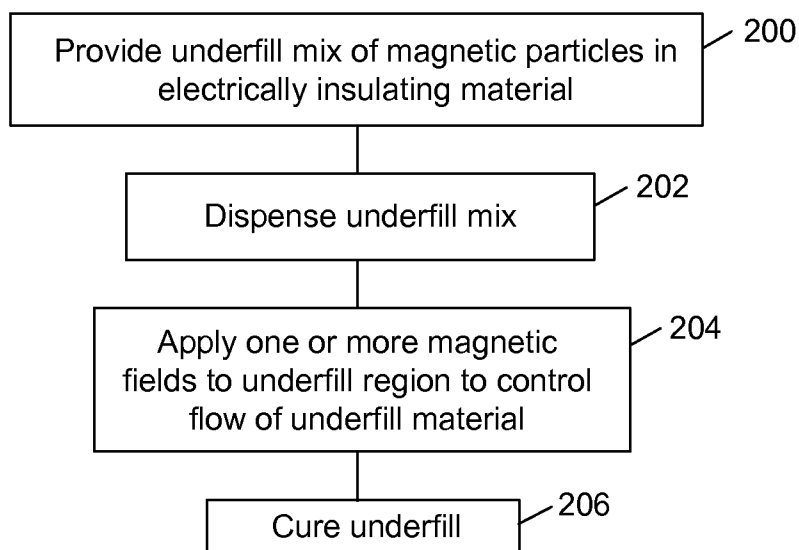 200
Provide underfill mix of magnetic particles in
electrically insulating material
202
Dispense underfill mix
204
Apply one or more magnetic
fields to underfill region to control
flow of underfill material
206
Cure underfill